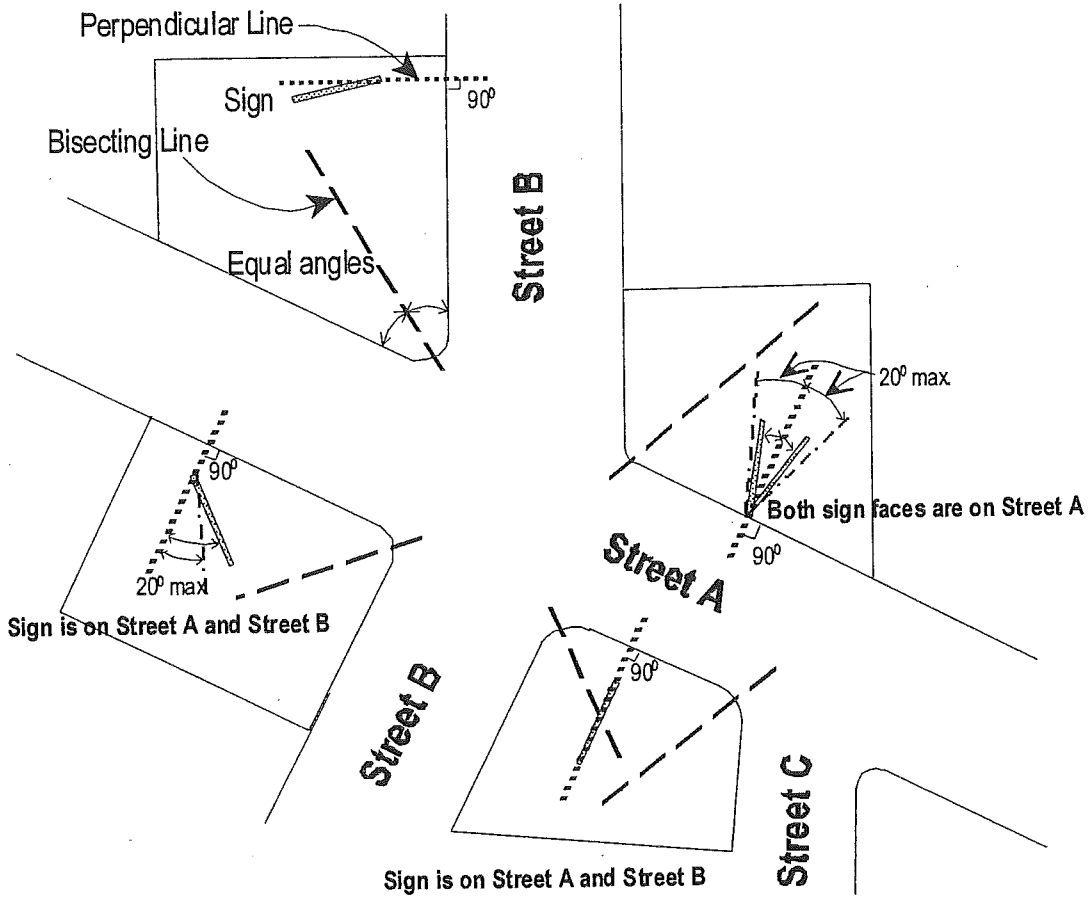 Perpendicular Line
Sign
90⁰
Bisecting Line
Street B
Equal angles
20⁰ max.
90⁰
Both sign faces are on Street A
90⁰
Street A
20⁰ max
Sign is on Street A and Street B
90⁰
Street B
Street C
Sign is on Street A and Street B